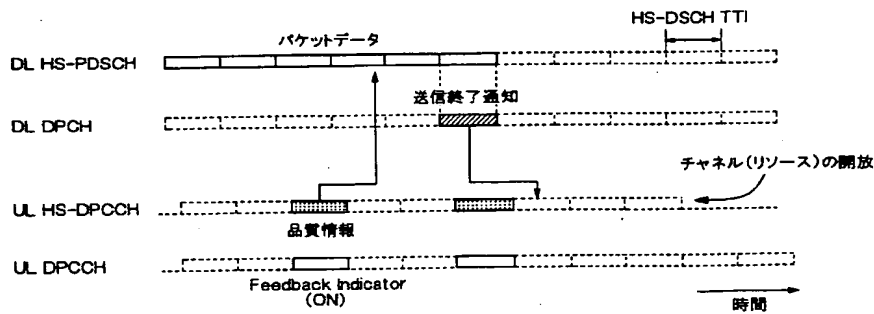 HS-DSCH TTI
パケットデータ
DL HS-PDSCH
送信終了通知
DL DPCH
チャネル(リソース)の開放
UL HS-DPCCH
品質情報
UL DPCCH
Feedback Indicator
(ON)
時間